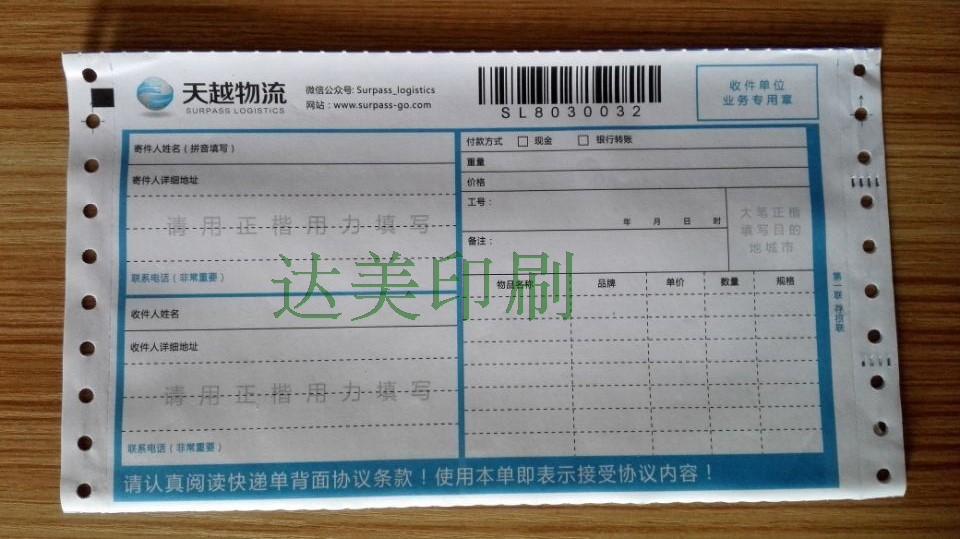 天越物流
SURPASS LOGISTICS
微信公众号: Surpass_logistics
网站：www.surpass-go.com
SL8030032
收件单位
业务专用章
寄件人姓名（拼音填写）
寄件人详细地址
请用正楷用力填写
联系电话（非常重要）
收件人姓名
收件人详细地址
请用正楷用力填写
联系电话（非常重要）
付款方式 现金 银行转账
重量
价格
工号：
年 月 日 时
备注：
大笔正楷
填写目的
地城市
物品名称 品牌 单价 数量 规格
达美印刷
第一联
请认真阅读快递单背面协议条款！使用本单即表示接受协议内容！